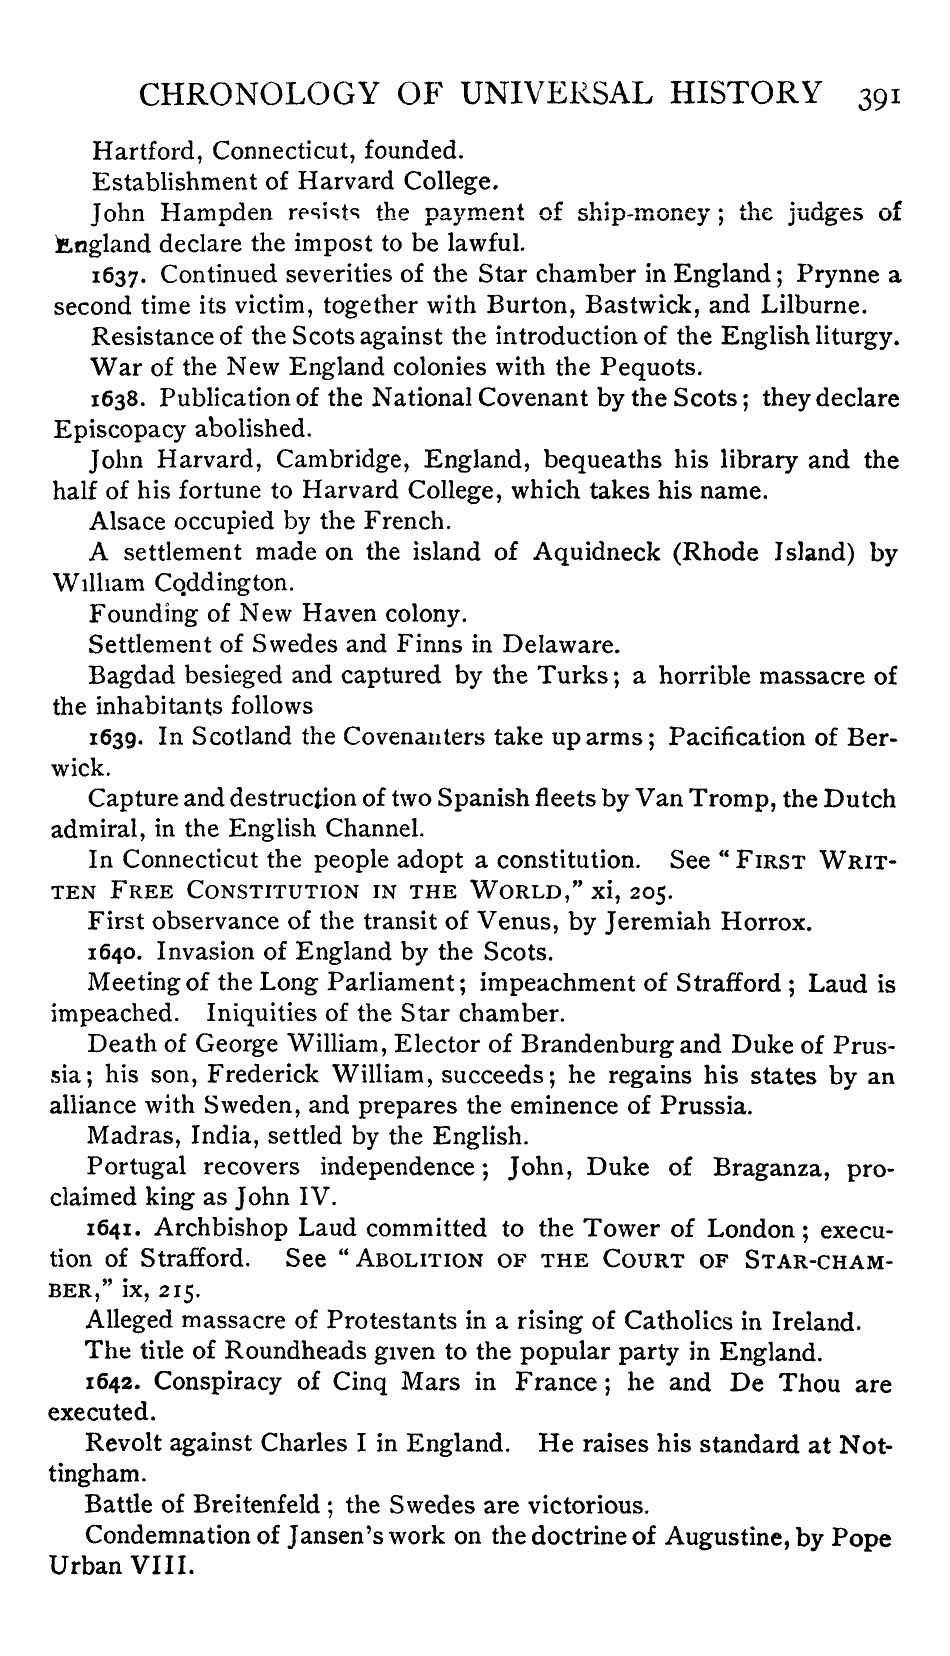 CHRONOLOGY OF UNIVERSAL HISTORY 391
Hartford, Connecticut, founded.
Establishment of Harvard College.
John Hampden resists the payment of ship-money; the judges of
England declare the impost to be lawful.
1637. Continued severities of the Star chamber in England; Prynne a
second time its victim, together with Burton, Bastwick, and Lilburne.
Resistance of the Scots against the introduction of the English liturgy.
War of the New England colonies with the Pequots.
1638. Publication of the National Covenant by the Scots; they declare
Episcopacy abolished.
John Harvard, Cambridge, England, bequeaths his library and the
half of his fortune to Harvard College, which takes his name.
Alsace occupied by the French.
A settlement made on the island of Aquidneck (Rhode Island) by
William Coddington.
Founding of New Haven colony.
Settlement of Swedes and Finns in Delaware.
Bagdad besieged and captured by the Turks; a horrible massacre of
the inhabitants follows
1639. In Scotland the Covenanters take up arms; Pacification of Ber-
wick.
Capture and destruction of two Spanish fleets by Van Tromp, the Dutch
admiral, in the English Channel.
In Connecticut the people adopt a constitution. See "FIRST WRIT-
TEN FREE CONSTITUTION IN THE WORLD," xi, 205.
First observance of the transit of Venus, by Jeremiah Horrox.
1640. Invasion of England by the Scots.
Meeting of the Long Parliament; impeachment of Strafford; Laud is
impeached. Iniquities of the Star chamber.
Death of George William, Elector of Brandenburg and Duke of Prus-
sia; his son, Frederick William, succeeds; he regains his states by an
alliance with Sweden, and prepares the eminence of Prussia.
Madras, India, settled by the English.
Portugal recovers independence; John, Duke of Braganza, pro-
claimed king as John IV.
1641. Archbishop Laud committed to the Tower of London; execu-
tion of Strafford. See "ABOLITION OF THE COURT OF STAR-CHAM-
BER," ix, 215.
Alleged massacre of Protestants in a rising of Catholics in Ireland.
The title of Roundheads given to the popular party in England.
1642. Conspiracy of Cinq Mars in France; he and De Thou are
executed.
Revolt against Charles I in England. He raises his standard at Not-
tingham.
Battle of Breitenfeld; the Swedes are victorious.
Condemnation of Jansen's work on the doctrine of Augustine, by Pope
Urban VIII.